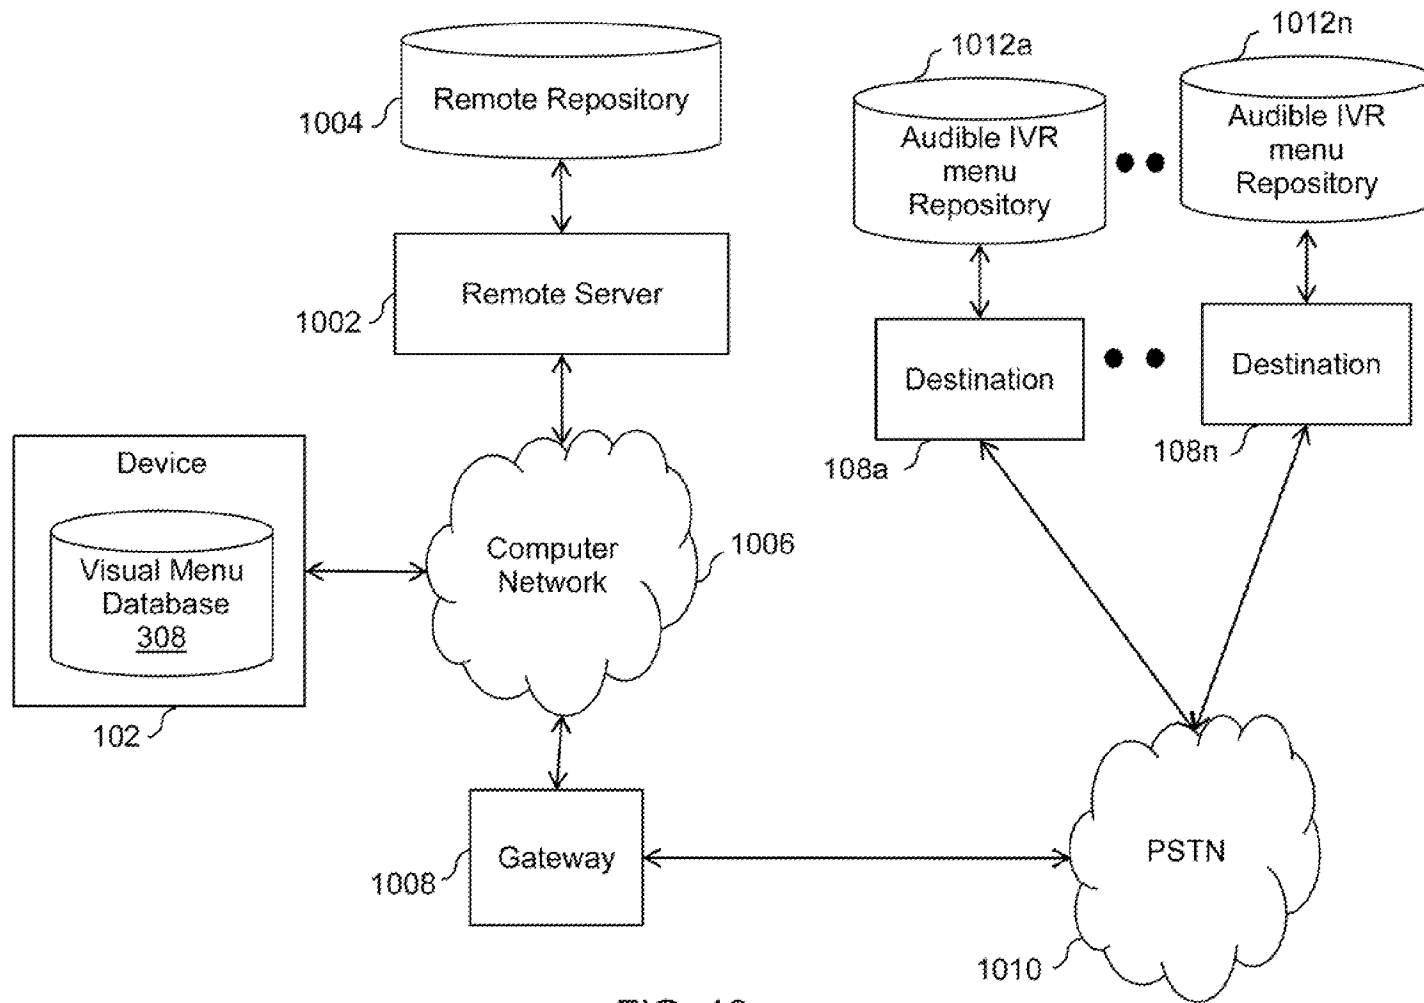 1012a
1012n
Remote Repository
1004
Audible IVR
menu
Repository
Audible IVR
menu
Repository
Remote Server
1002
Destination
108a
Destination
108n
Device
Visual Menu
Database
308
102
Computer
Network
1006
Gateway
1008
PSTN
1010